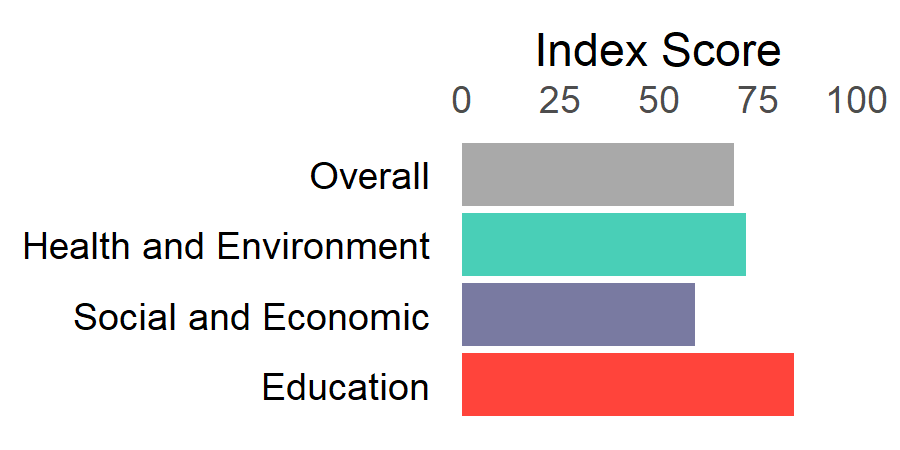 Index Score
0 25 50 75 100
Overall
Health and Environment
Social and Economic
Education